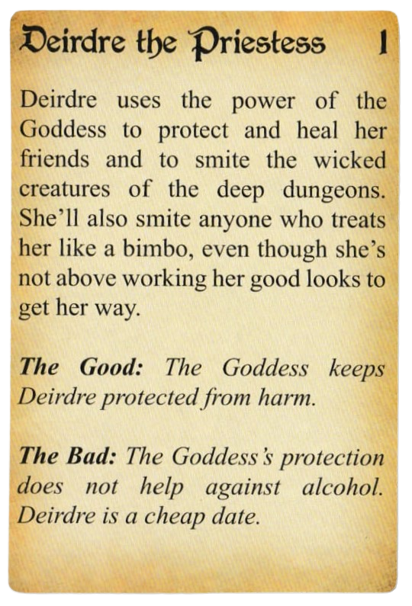 Deirdre the Priestess 1
Deirdre uses the power of the
Goddess to protect and heal her
friends and to smite the wicked
creatures of the deep dungeons.
She'll also smite anyone who treats
her like a bimbo, even though she's
not above working her good looks to
get her way.
The Good: The Goddess keeps
Deirdre protected from harm.
The Bad: The Goddess's protection
does not help against alcohol.
Deirdre is a cheap date.